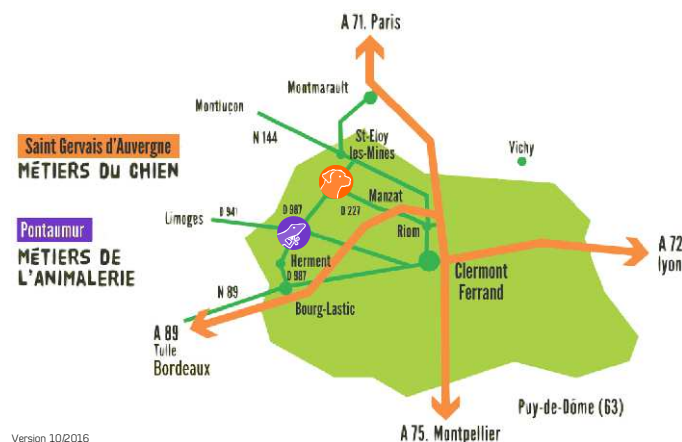 A 71. Paris
Montmarault
Montluçon
N 144
St-Eloy
les-Mines
Vichy
Saint Gervais d'Auvergne
MÉTIERS DU CHIEN
Manzat
D 941
D 987
D 227
Limoges
Riom
Pontaumur
MÉTIERS DE
L'ANIMALERIE
Herment
D 987
A 72
lyon
Clermont
Ferrand
N 89
Bourg-Lastic
A 89
Tulle
Bordeaux
Puy-de-Dôme (63)
A 75. Montpellier
Version 10/2016